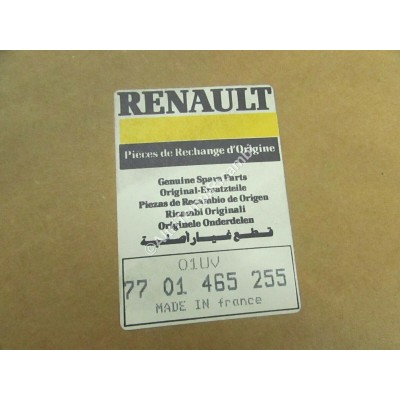 RENAULT
Pièces de Rechange d'Origine
Genuine Spare Parts
Original-Ersatzteile
Piezas de Recambio de Origen
Ricambi Originali
Originele Onderdelen
قطع غيار أصلية
01UV
77 01 465 255
MADE IN france